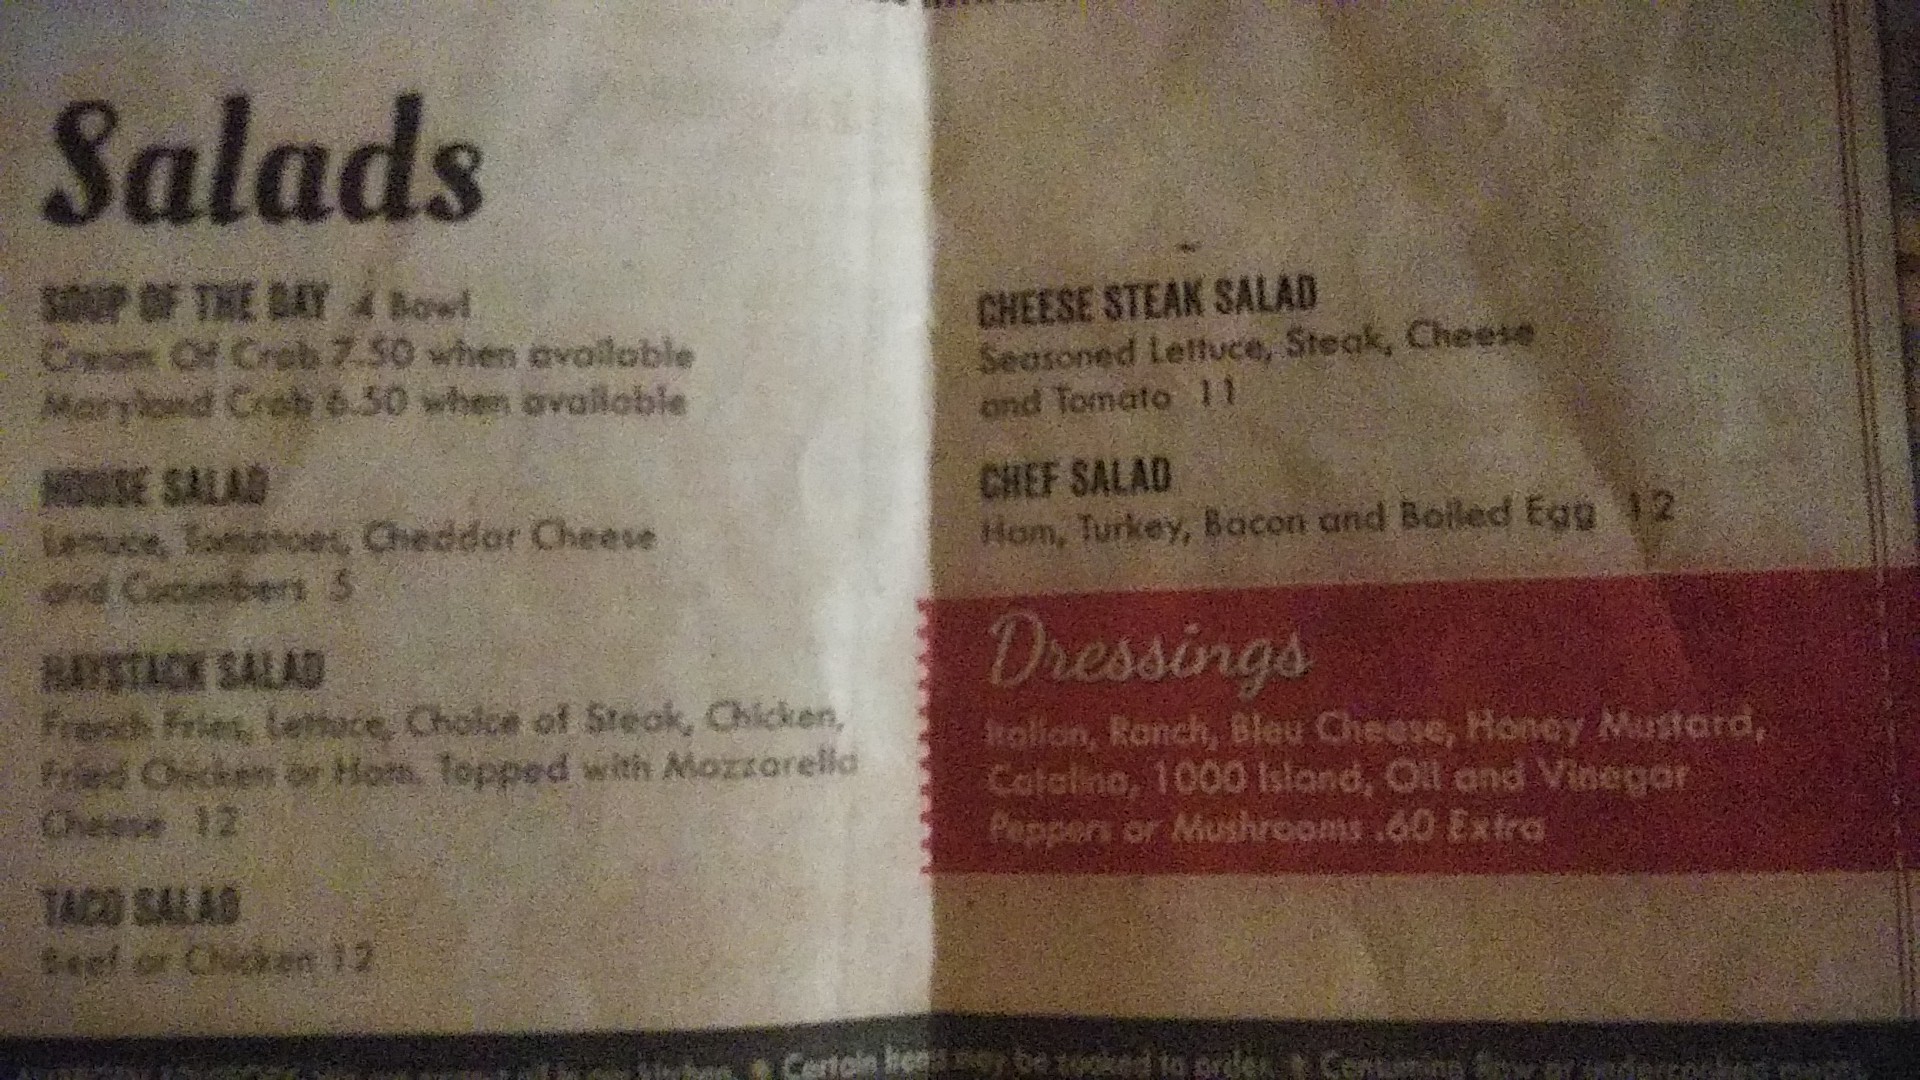 Salads
SOUP OF THE DAY 4 Bowl
Cream Of Crab 7.50 when available
Maryland Crab 6.50 when available
HOUSE SALAD
Lettuce, Tomatoes, Cheddar Cheese
and Cucumbers 5
HAYSTACK SALAD
French Fries, Lettuce, Choice of Steak, Chicken,
Fried Chicken or Ham. Topped with Mozzarella
Cheese 12
TACO SALAD
Beef or Chicken 12
CHEESE STEAK SALAD
Seasoned Lettuce, Steak, Cheese
and Tomato 11
CHEF SALAD
Ham, Turkey, Bacon and Boiled Egg 12
Dressings
Italian, Ranch, Bleu Cheese, Honey Mustard,
Catalina, 1000 Island, Oil and Vinegar
Peppers or Mushrooms .60 Extra
kitchen. • Certain items may be cooked to order. • Consuming raw or undercooked